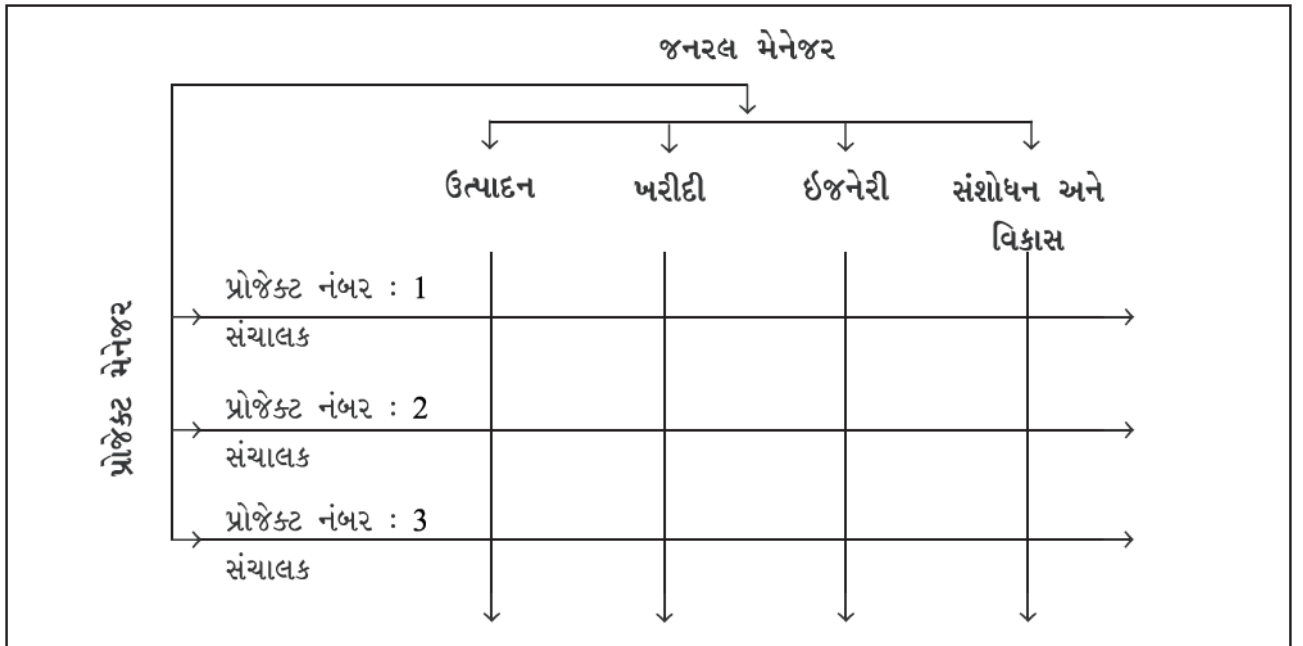 જનરલ મેનેજર
ઉત્પાદન ખરીદી ઇજનેરી સંશોધન અને
વિકાસ
પ્રોજેક્ટ મેનેજર
પ્રોજેક્ટ નંબર : 1
સંચાલક
પ્રોજેક્ટ નંબર : 2
સંચાલક
પ્રોજેક્ટ નંબર : 3
સંચાલક